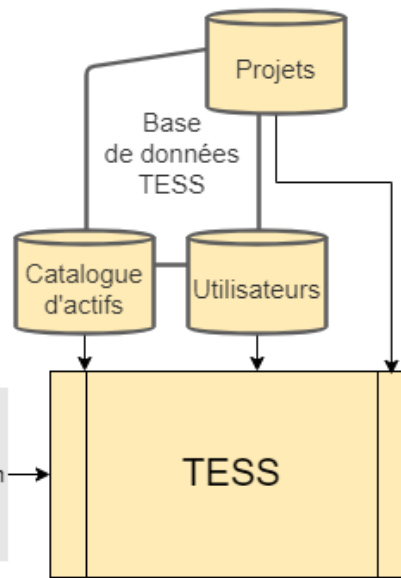 Projets
Base
de données
TESS
Catalogue
d'actifs
Utilisateurs
TESS